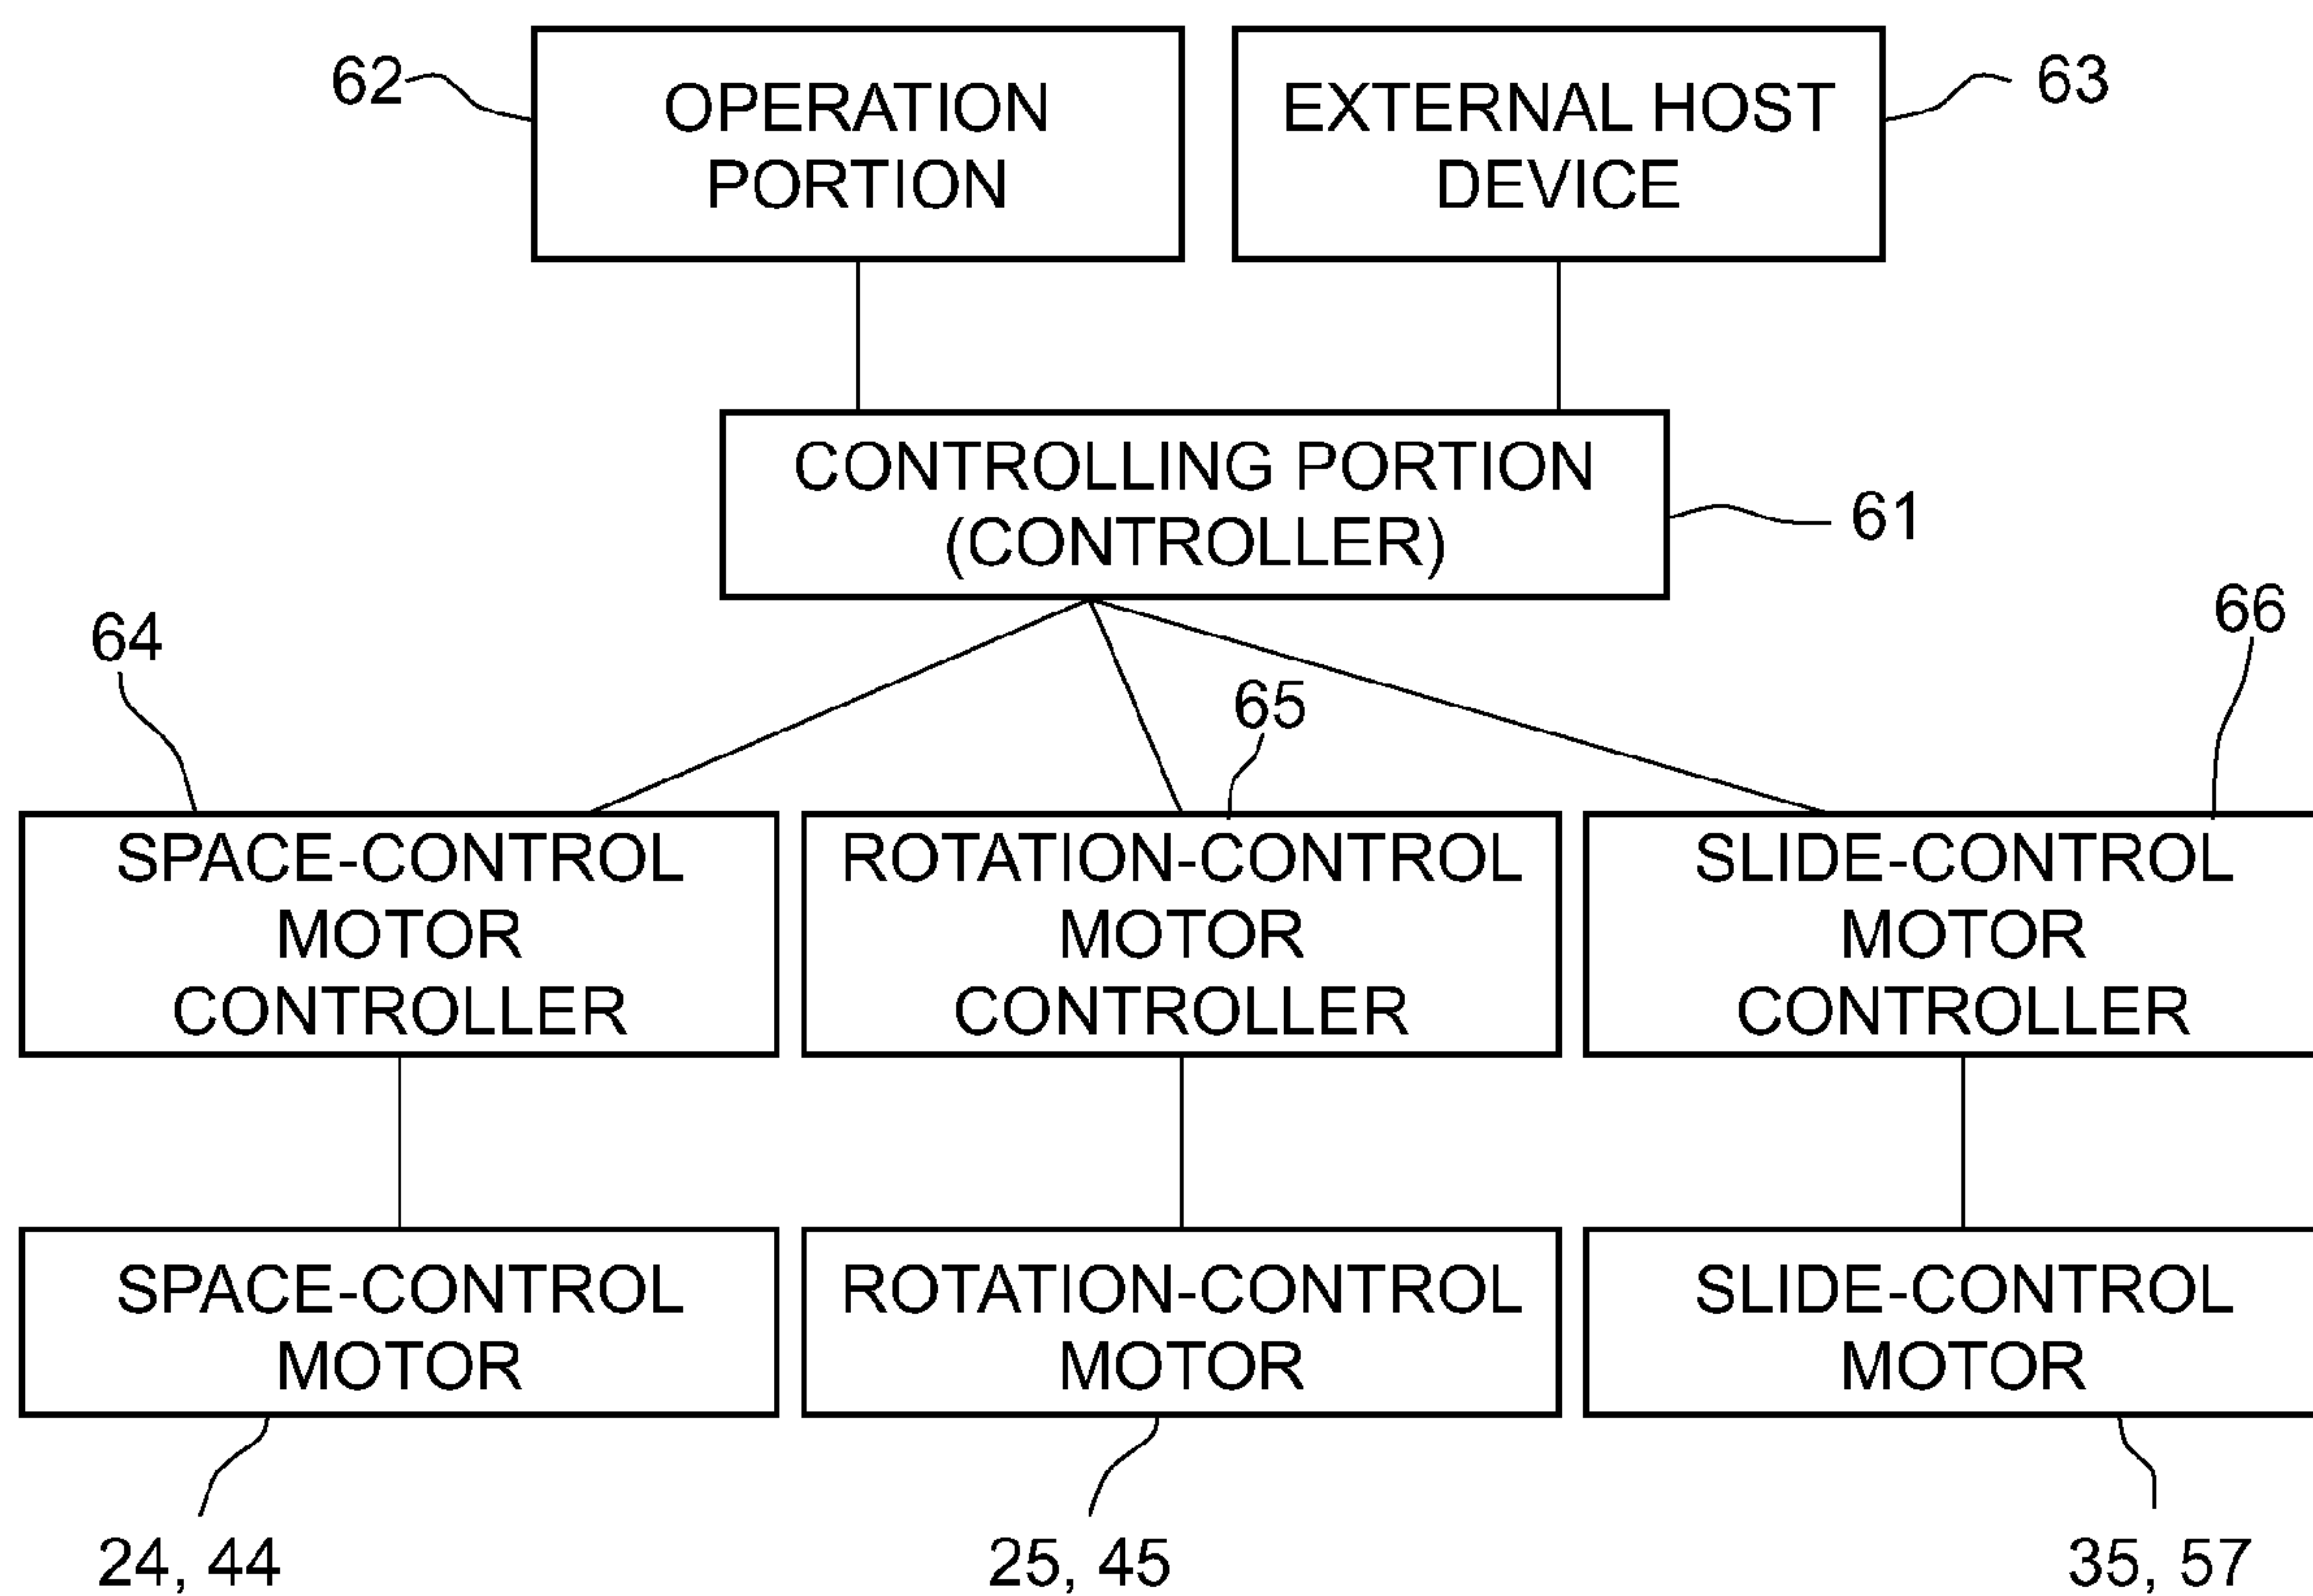 62
OPERATION
PORTION
EXTERNAL HOST
DEVICE
63
CONTROLLING PORTION
(CONTROLLER)
61
64
65
66
SPACE-CONTROL
MOTOR
CONTROLLER
ROTATION-CONTROL
MOTOR
CONTROLLER
SLIDE-CONTROL
MOTOR
CONTROLLER
SPACE-CONTROL
MOTOR
ROTATION-CONTROL
MOTOR
SLIDE-CONTROL
MOTOR
24, 44
25, 45
35, 57